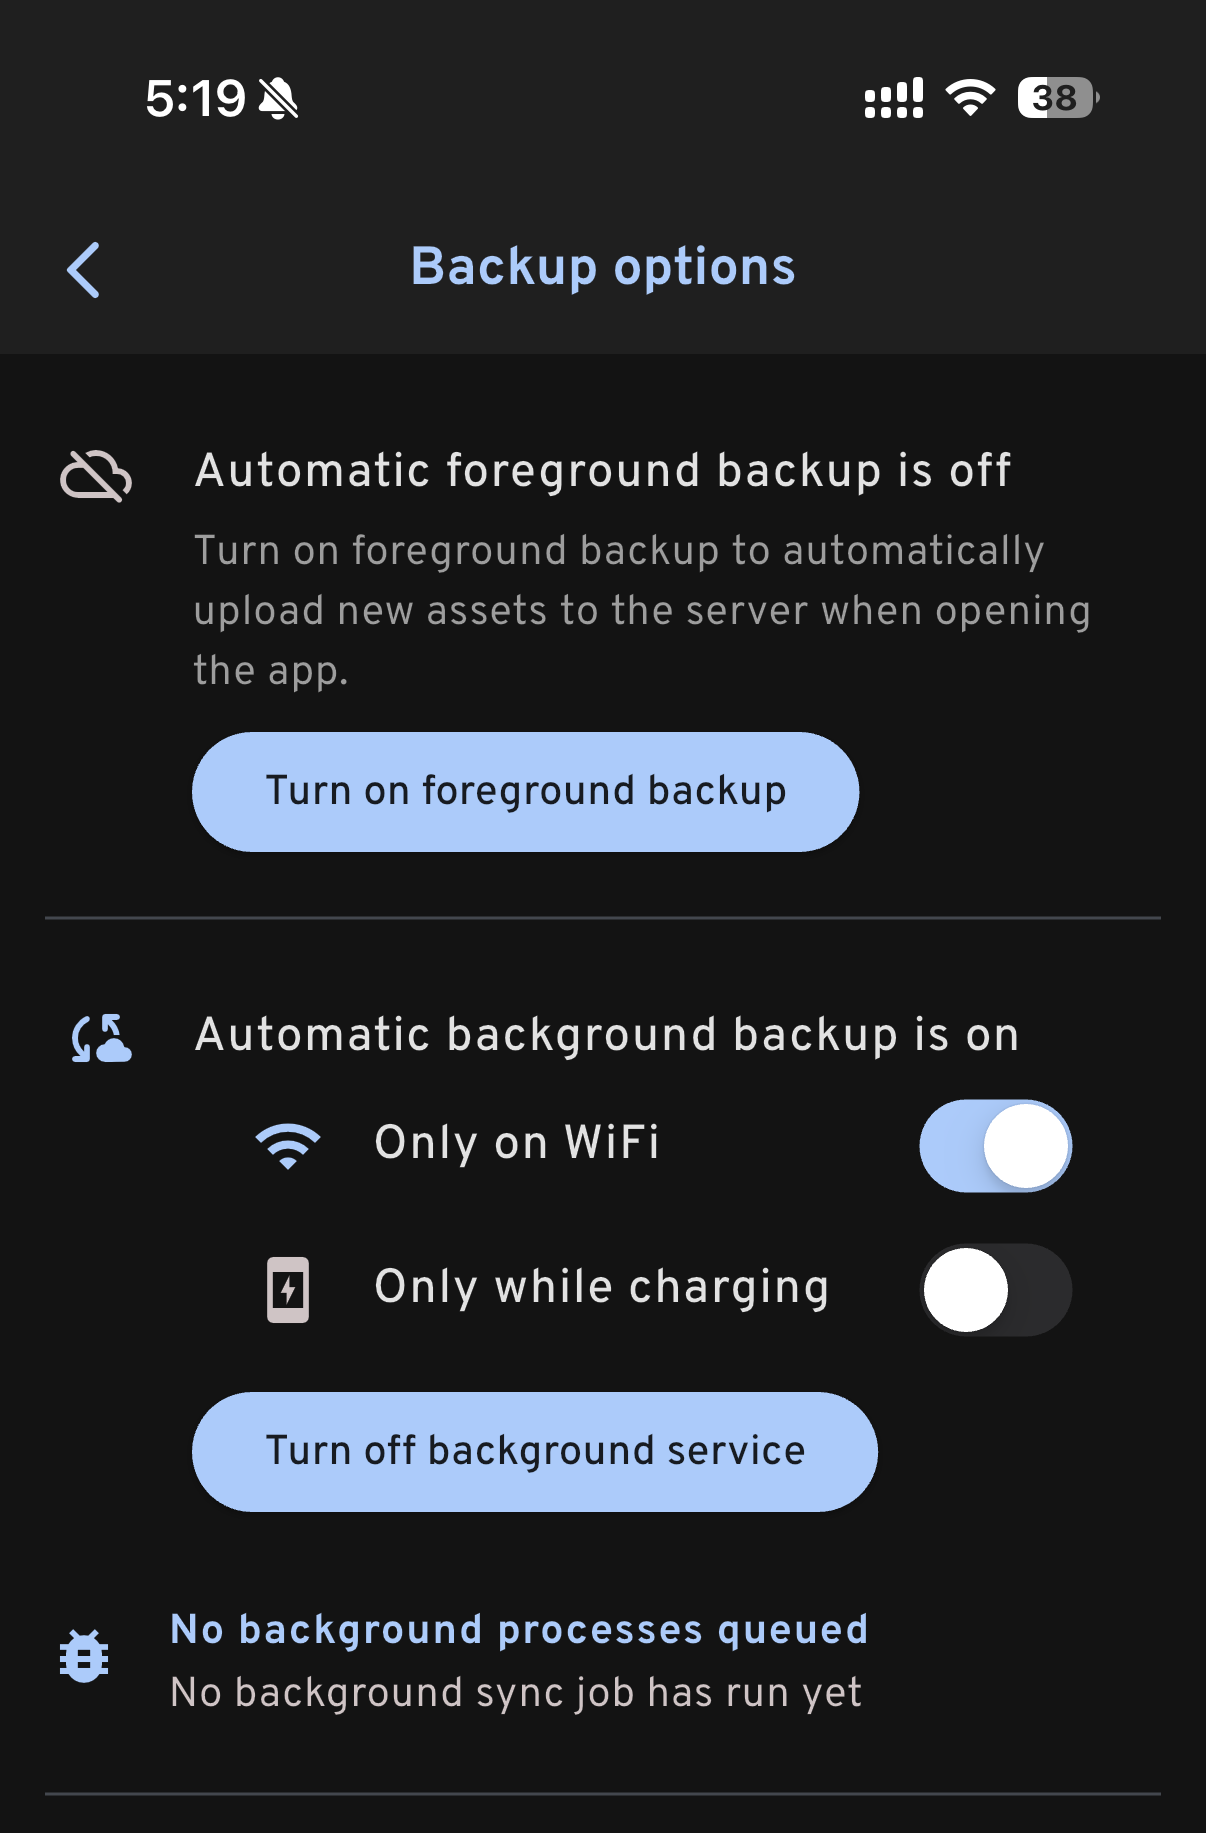 5:19
38
Backup options
Automatic foreground backup is off
Turn on foreground backup to automatically
upload new assets to the server when opening
the app.
Turn on foreground backup
Automatic background backup is on
Only on WiFi
Only while charging
Turn off background service
No background processes queued
No background sync job has run yet